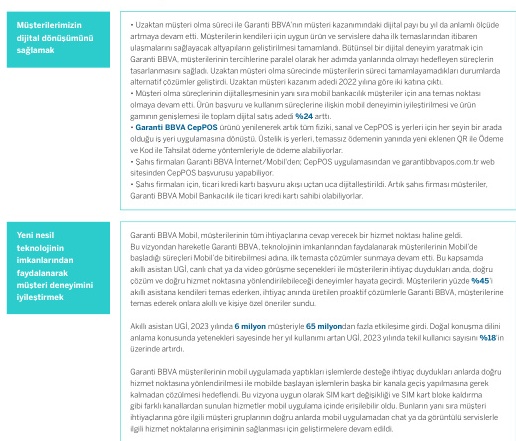 Müşterilerimizin
dijital dönüşümünü
sağlamak
• Uzaktan müşteri olma süreci ile Garanti BBVA'nın müşteri kazanımındaki dijital payı bu yıl da anlamlı ölçüde
artmaya devam etti. Müşterilerin kendileri için uygun ürün ve servislere daha ilk temaslarından itibaren
ulaşmalarını sağlayacak altyapıların geliştirilmesi tamamlandı. Bütünsel bir dijital deneyim yaratmak için
Garanti BBVA, müşterilerinin tercihlerine paralel olarak her adımda yanlarında olmayı hedefleyen süreçlerin
tasarlanmasını sağladı. Uzaktan müşteri olma sürecinde müşterilerin süreci tamamlayamadıkları durumlarda
alternatif çözümler geliştirdi. Uzaktan müşteri kazanım adedi 2022 yılına göre iki katına çıktı.
• Müşteri olma süreçlerinin dijitalleşmesinin yanı sıra mobil bankacılık müşteriler için ana temas noktası
olmaya devam etti. Ürün başvuru ve kullanım süreçlerine ilişkin mobil deneyimin iyileştirilmesi ve ürün
gamının genişlemesi ile toplam dijital satış adedi %24 arttı.
• Garanti BBVA CepPOS ürünü yenilenerek artık tüm fiziki, sanal ve CepPOS iş yerleri için her şeyin bir arada
olduğu iş yeri uygulamasına dönüştü. Üstelik iş yerleri, temassız ödemenin yanında yeni eklenen QR ile Ödeme
ve Kod ile Tahsilat ödeme yöntemleriyle de ödeme alabiliyorlar.
• Şahıs firmaları Garanti BBVA İnternet/Mobil'den; CepPOS uygulamasından ve garantibbvapos.com.tr web
sitesinden CepPOS başvurusu yapabiliyor.
• Şahıs firmaları için, ticari kredi kartı başvuru akışı uçtan uca dijitalleştirildi. Artık şahıs firması müşteriler,
Garanti BBVA Mobil Bankacılık ile ticari kredi kartı sahibi olabiliyorlar.
Yeni nesil
teknolojinin
imkanlarından
faydalanarak
müşteri deneyimini
iyileştirmek
Garanti BBVA Mobil, müşterilerinin tüm ihtiyaçlarına cevap verecek bir hizmet noktası haline geldi.
Bu vizyondan hareketle Garanti BBVA, teknolojinin imkanlarından faydalanarak müşterilerinin Mobil'de
başladığı süreçleri Mobil'de bitirebilmesi adına, ilk temasta çözümler sunmaya devam etti. Bu kapsamda
akıllı asistan UGİ, canlı chat ya da video görüşme seçenekleri ile müşterilerin ihtiyaç duydukları anda, doğru
çözüm ve doğru hizmet noktasına yönlendirilebileceği deneyimler hayata geçirdi. Müşterilerin yüzde %45'i
akıllı asistana kendileri temas ederken, ihtiyaç anında üretilen proaktif çözümlerle Garanti BBVA, müşterilerine
temas ederek onlara akıllı ve kişiye özel öneriler sundu.
Akıllı asistan UGİ, 2023 yılında 6 milyon müşteriyle 65 milyondan fazla etkileşime girdi. Doğal konuşma dilini
anlama konusunda yetenekleri sayesinde her yıl kullanımı artan UGİ, 2023 yılında tekil kullanıcı sayısını %18'in
üzerinde artırdı.
Garanti BBVA müşterilerinin mobil uygulamada yaptıkları işlemlerde desteğe ihtiyaç duydukları anlarda doğru
hizmet noktasının yönlendirilmesi ile mobilde başlayan işlemlerin başka bir kanala geçiş yapılmasına gerek
kalmadan çözülmesi hedeflendi. Bu vizyona uygun olarak SIM kart değişikliği ve SIM kart bloke kaldırma
gibi farklı kanallardan sunulan hizmetler mobil uygulama içinde erişilebilir oldu. Bunların yanı sıra müşteri
ihtiyaçlarına göre ilgili müşteri gruplarının doğru anlarda mobil uygulamadan chat ya da görüntülü servislerle
ilgili hizmet noktalarına erişiminin sağlanması için geliştirmelere devam edildi.